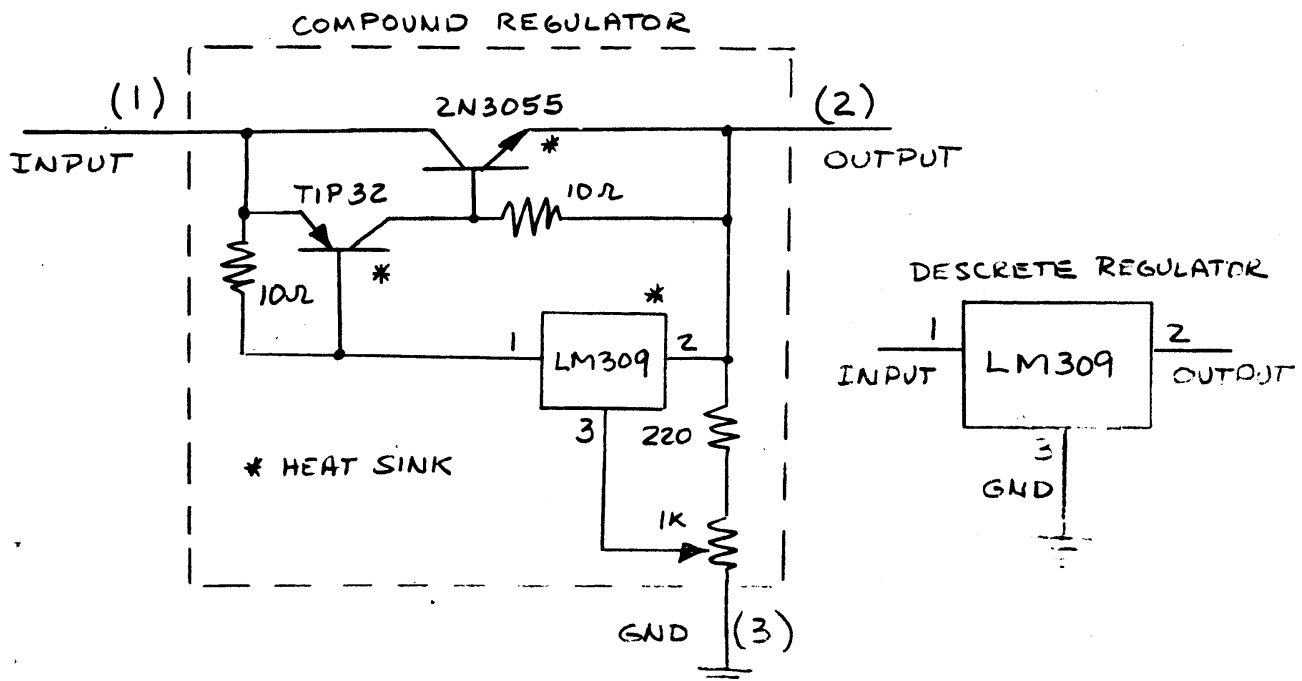 COMPOUND REGULATOR
(1)
2N3055
(2)
*
INPUT
OUTPUT
TIP32
10Ω
*
10Ω
*
DESCRETE REGULATOR
1
LM309
2
1
LM309
2
INPUT
OUTPUT
3
220
3
* HEAT SINK
GND
1K
GND
(3)